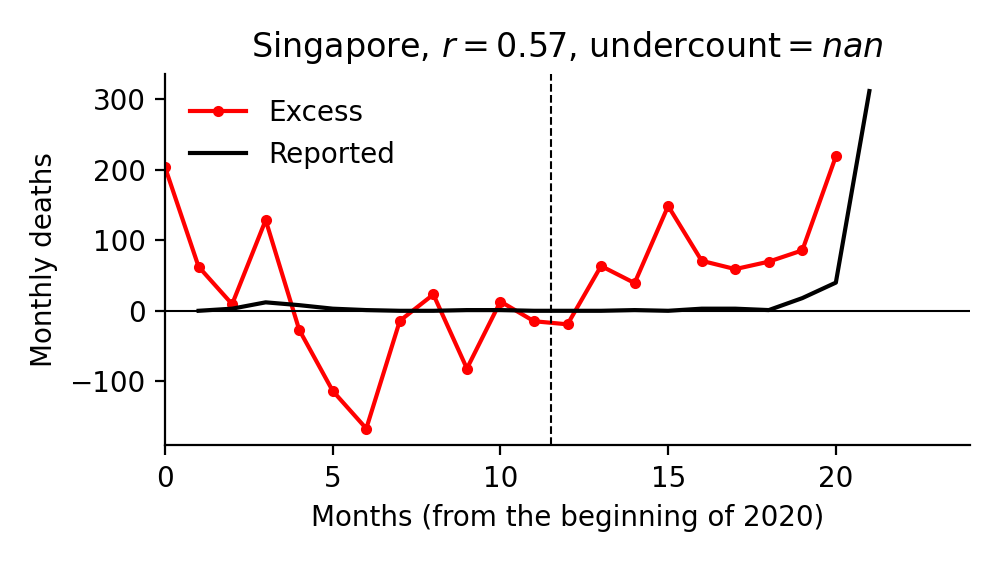 Singapore, r = 0.57, undercount = nan
300
200
100
0
−100
Monthly deaths
Excess
Reported
0 5 10 15 20
Months (from the beginning of 2020)